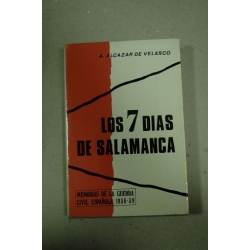 A. ALCAZAR DE VELASCO
LOS 7 DIAS
DE SALAMANCA
MEMORIAS DE LA GUERRA
CIVIL ESPAÑOLA 1936-39